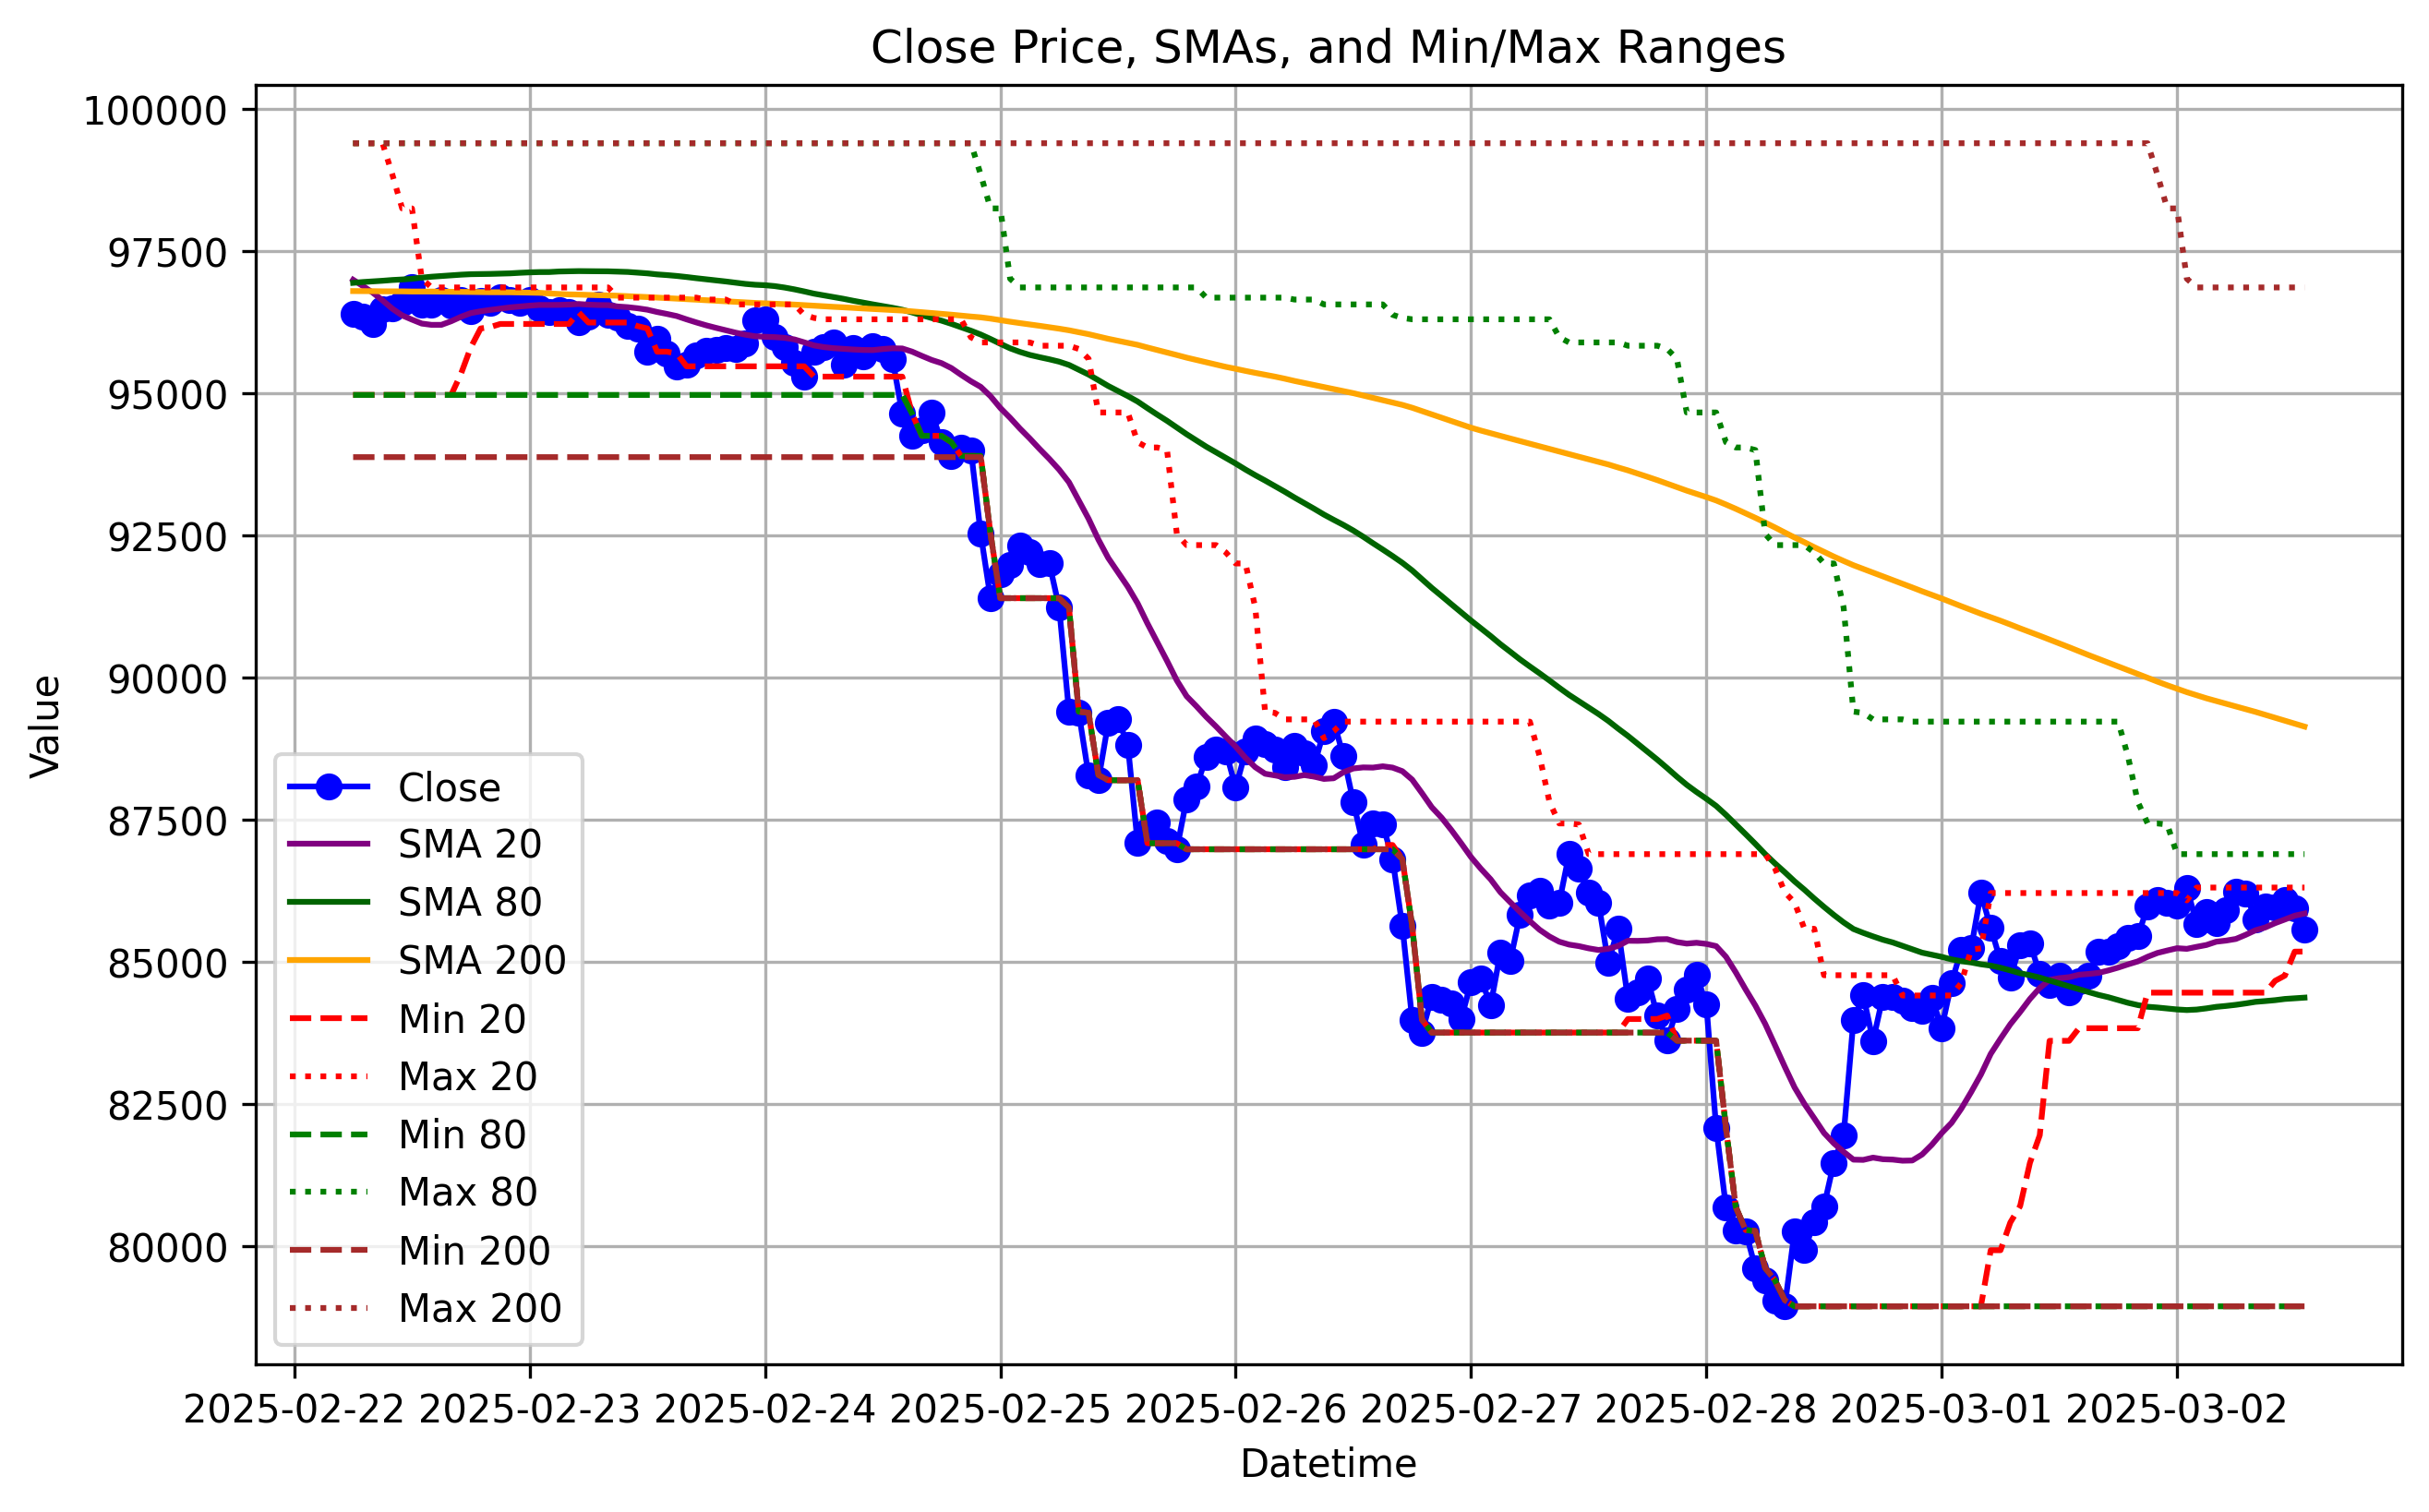 Close Price, SMAs, and Min/Max Ranges
100000
97500
95000
92500
90000
87500
85000
82500
80000
Value
Close
SMA 20
SMA 80
SMA 200
Min 20
Max 20
Min 80
Max 80
Min 200
Max 200
2025-02-22 2025-02-23 2025-02-24 2025-02-25 2025-02-26 2025-02-27 2025-02-28 2025-03-01 2025-03-02
Datetime